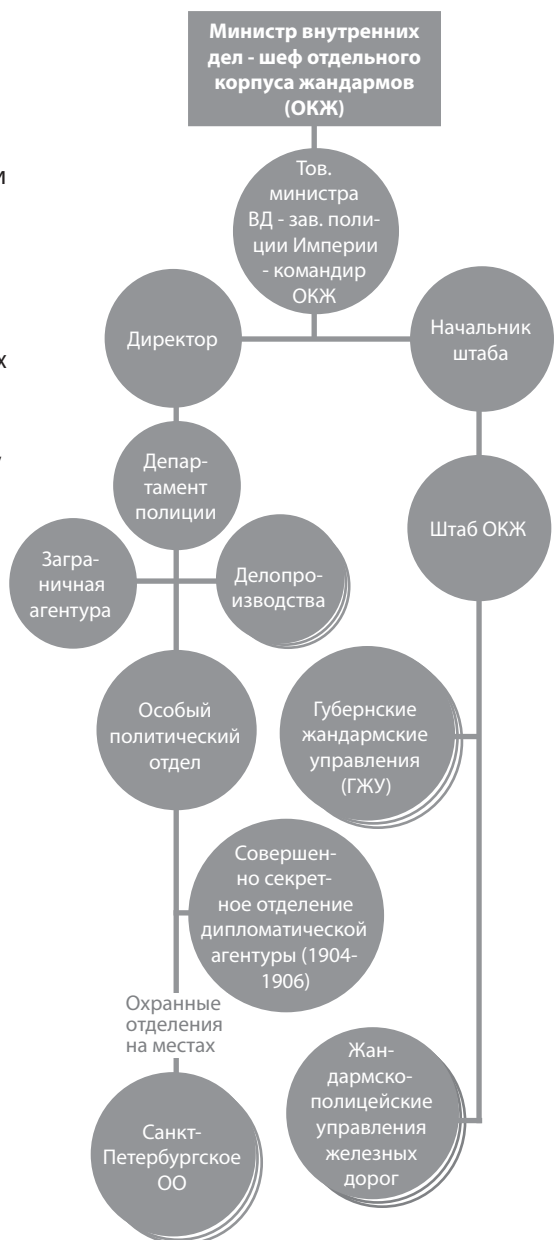 Министр внутренних
дел - шеф отдельного
корпуса жандармов
(ОКЖ)
Тов.
министра
ВД - зав. поли-
ции Империи
- командир
ОКЖ
и
Директор
Начальник
штаба
х
Депар-
тамент
полиции
Штаб ОКЖ
Загра-
ничная
агентура
Делопро-
изводства
Особый
политический
отдел
Губернские
жандармские
управления
(ГЖУ)
Совершен-
но секрет-
ное отделение
дипломатической
агентуры (1904-
1906)
Охранные
отделения
на местах
Жан-
дармско-
полицейские
управления
железных
дорог
Санкт-
Петербургское
ОО